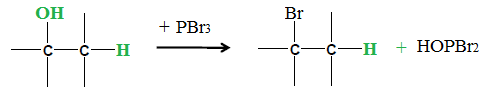 OH Br
+ PBr₃
C C H C C H + HOPBr₂